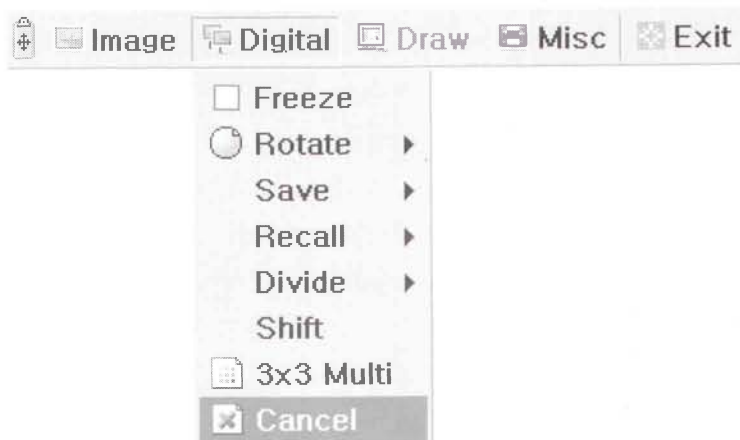 Image Digital Draw Misc Exit
Freeze
Rotate
Save
Recall
Divide
Shift
3x3 Multi
Cancel